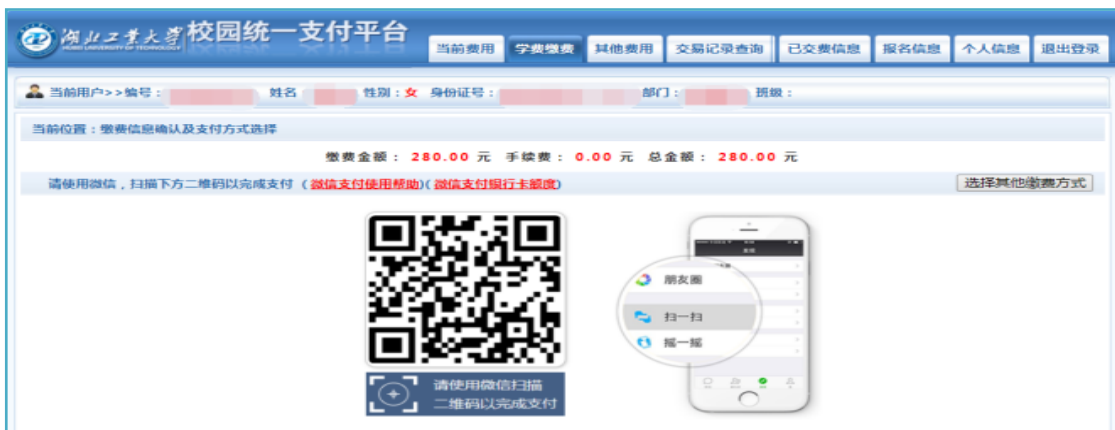 湖北工业大学校园统一支付平台
HUBEI UNIVERSITY OF TECHNOLOGY
当前费用 学费缴费 其他费用 交易记录查询 已交费信息 报名信息 个人信息 退出登录
当前用户>>编号： 姓名 性别：女 身份证号： 部门： 班级：
当前位置：缴费信息确认及支付方式选择
缴费金额： 280.00 元 手续费： 0.00 元 总金额： 280.00 元
请使用微信，扫描下方二维码以完成支付 (微信支付使用帮助)(微信支付银行卡额度)
选择其他缴费方式
朋友圈
扫一扫
摇一摇
请使用微信扫描
二维码以完成支付